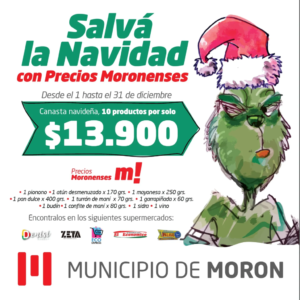 Salvá
la Navidad
con Precios Moronenses
Desde el 1 hasta el 31 de diciembre
Canasta navideña, 10 productos por solo
$13.900
Precios
Moronenses m!
• 1 pionono • 1 atún desmenuzado x 170 grs. • 1 mayonesa x 250 grs.
• 1 pan dulce x 400 grs. • 1 turrón de maní x 70 grs. • 1 garrapiñada x 60 grs.
• 1 budín • 1 confite de maní x 60 grs. • 1 sidra • 1 vino
Encontralos en los siguientes supermercados:
ZETA
MUNICIPIO DE MORON